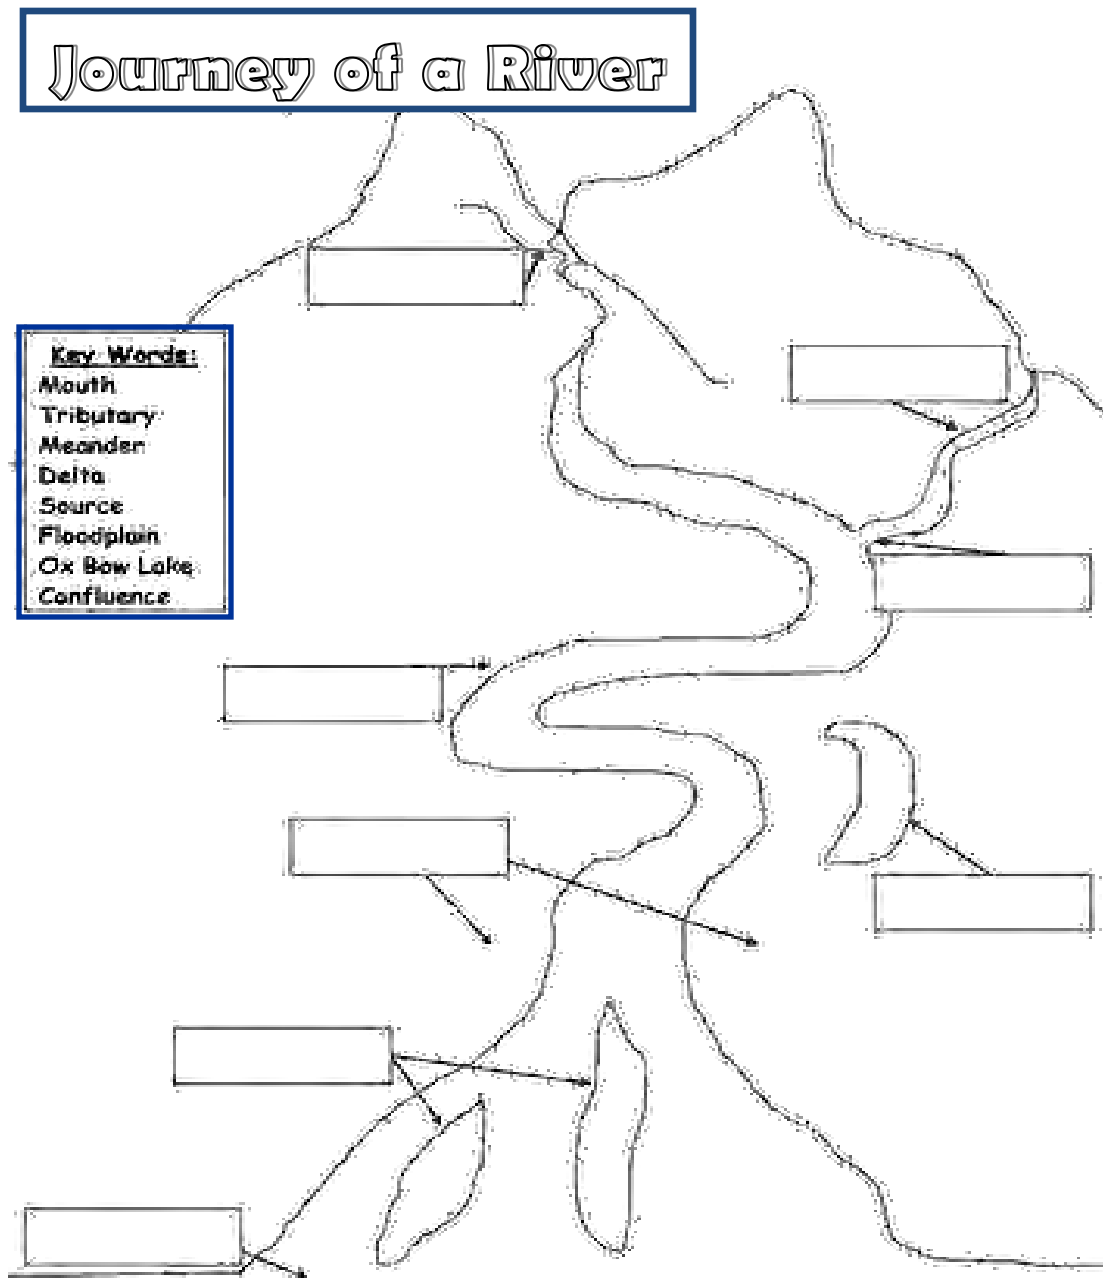 Journey of a River
Key Words:
Mouth
Tributary
Meander
Delta
Source
Floodplain
Ox Bow Lake
Confluence